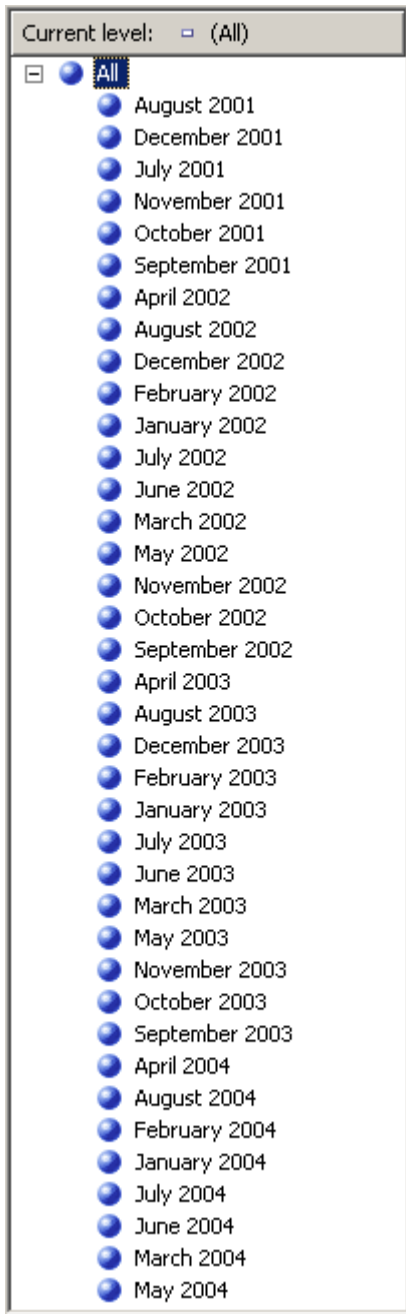 Current level: (All)
All
August 2001
December 2001
July 2001
November 2001
October 2001
September 2001
April 2002
August 2002
December 2002
February 2002
January 2002
July 2002
June 2002
March 2002
May 2002
November 2002
October 2002
September 2002
April 2003
August 2003
December 2003
February 2003
January 2003
July 2003
June 2003
March 2003
May 2003
November 2003
October 2003
September 2003
April 2004
August 2004
February 2004
January 2004
July 2004
June 2004
March 2004
May 2004